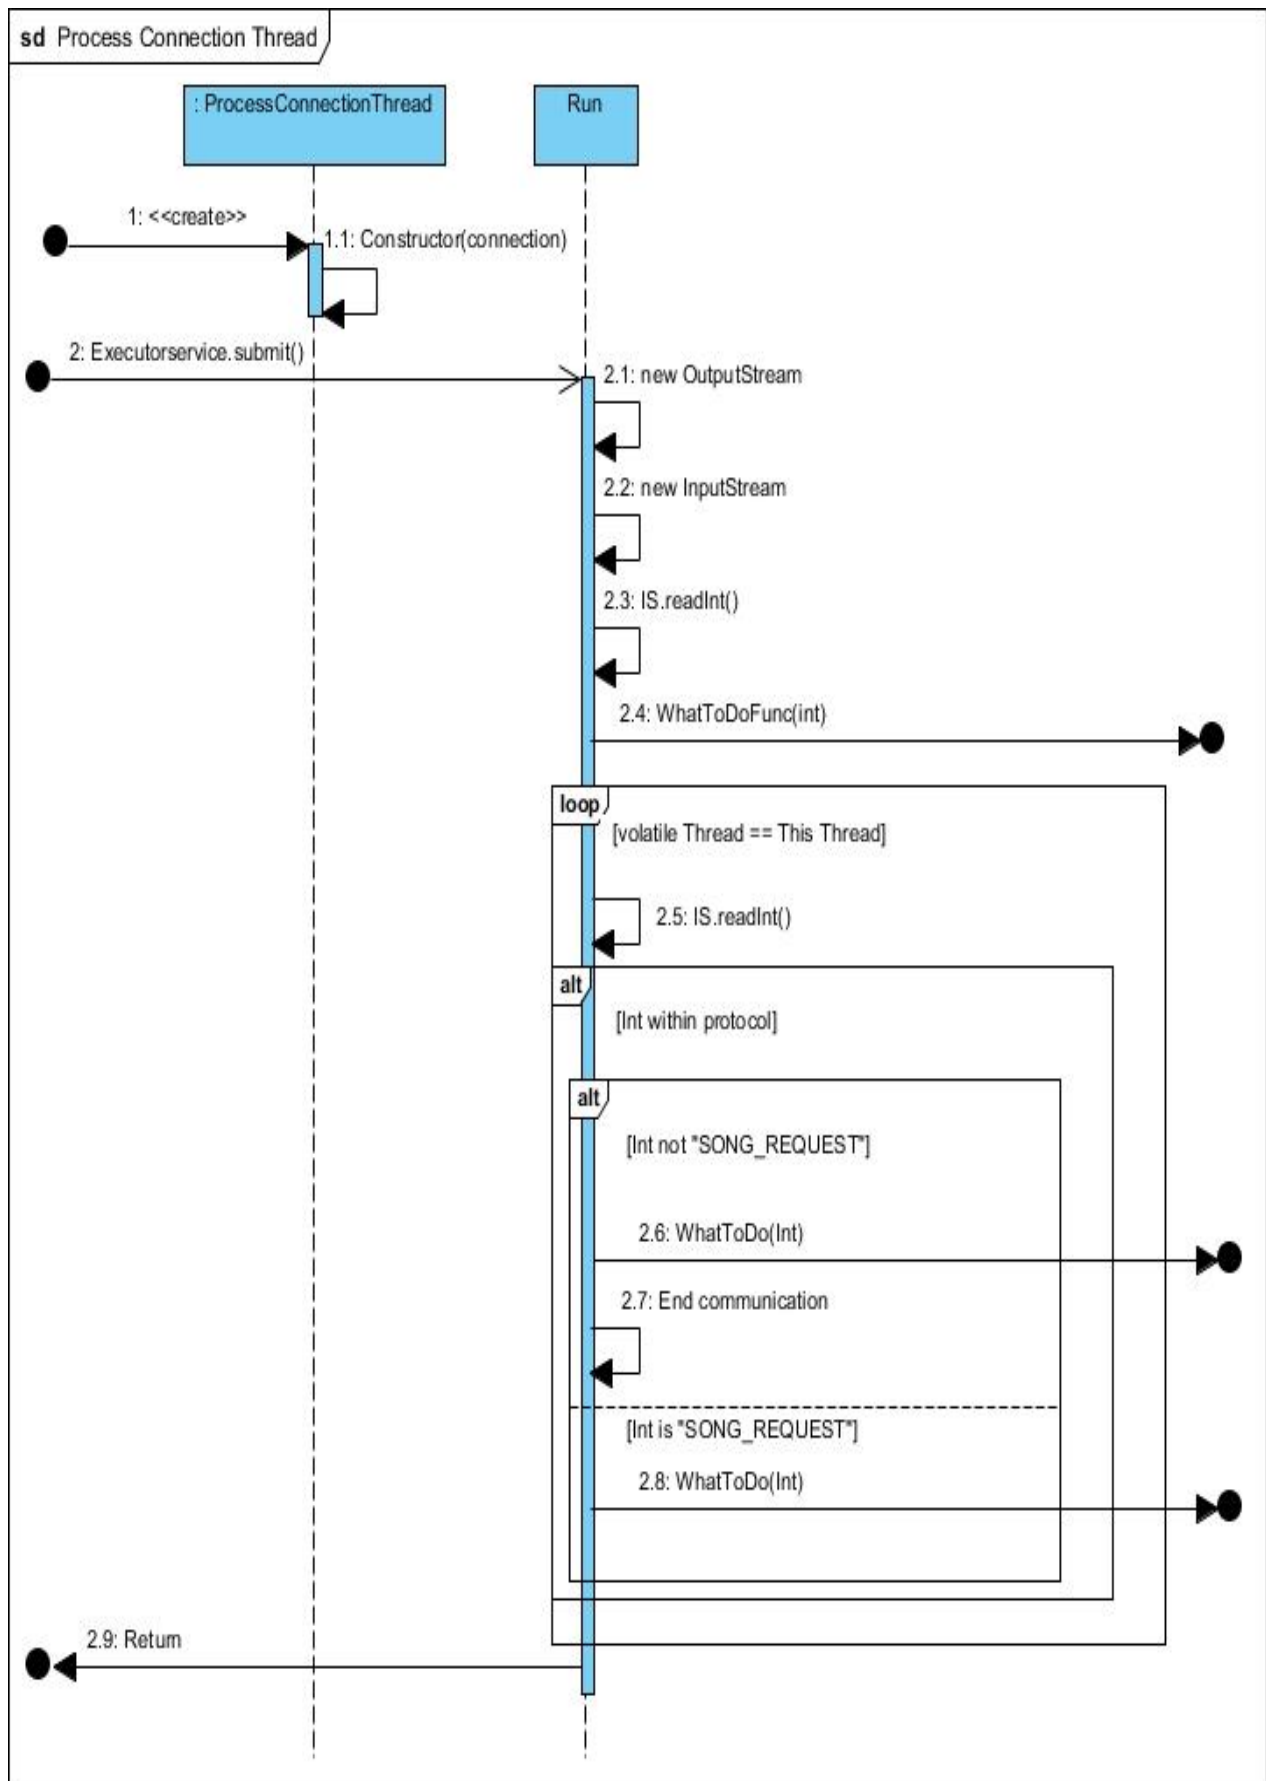 sd Process Connection Thread
: ProcessConnectionThread
Run
1: <<create>>
1.1: Constructor(connection)
2: Executorservice.submit()
2.1: new OutputStream
2.2: new InputStream
2.3: IS.readInt()
2.4: WhatToDoFunc(int)
loop
[volatile Thread == This Thread]
2.5: IS.readInt()
alt
[Int within protocol]
alt
[Int not "SONG_REQUEST"]
2.6: WhatToDo(Int)
2.7: End communication
[Int is "SONG_REQUEST"]
2.8: WhatToDo(Int)
2.9: Return